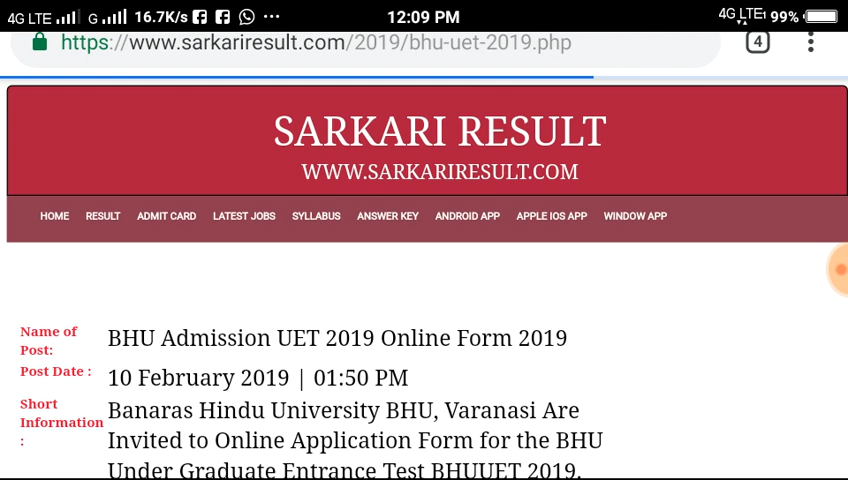 4G LTE G 16.7K/s 12:09 PM 4G LTE 99%
https://www.sarkariresult.com/2019/bhu-uet-2019.php 4
SARKARI RESULT
WWW.SARKARIRESULT.COM
HOME RESULT ADMIT CARD LATEST JOBS SYLLABUS ANSWER KEY ANDROID APP APPLE IOS APP WINDOW APP
Name of Post: BHU Admission UET 2019 Online Form 2019
Post Date : 10 February 2019 | 01:50 PM
Short Information : Banaras Hindu University BHU, Varanasi Are
Invited to Online Application Form for the BHU
Under Graduate Entrance Test BHUUET 2019.